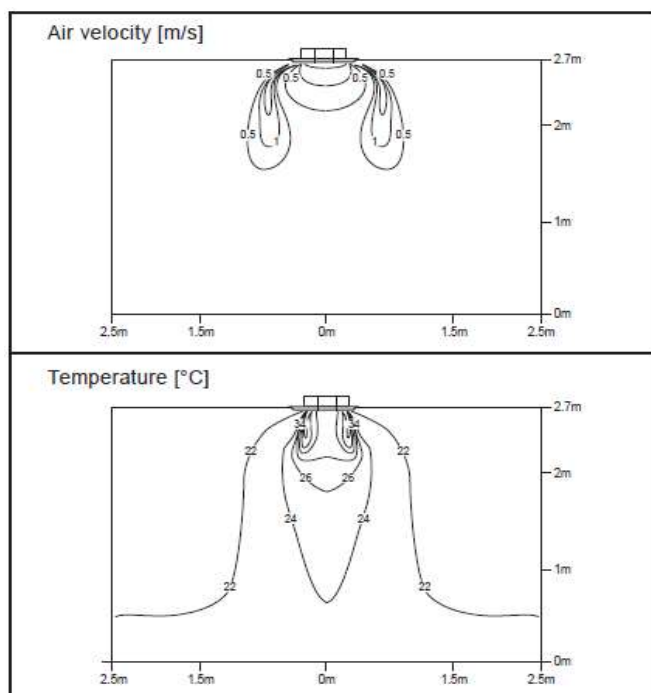 Air velocity [m/s]
0.5 0.5
2.7m
0.5 0.5
2m
0.5 1 1 0.5
1m
0m
2.5m 1.5m 0m 1.5m 2.5m
Temperature [°C]
2.7m
34 34
22 22
2m
26 26
24 24
1m
22 22
0m
2.5m 1.5m 0m 1.5m 2.5m